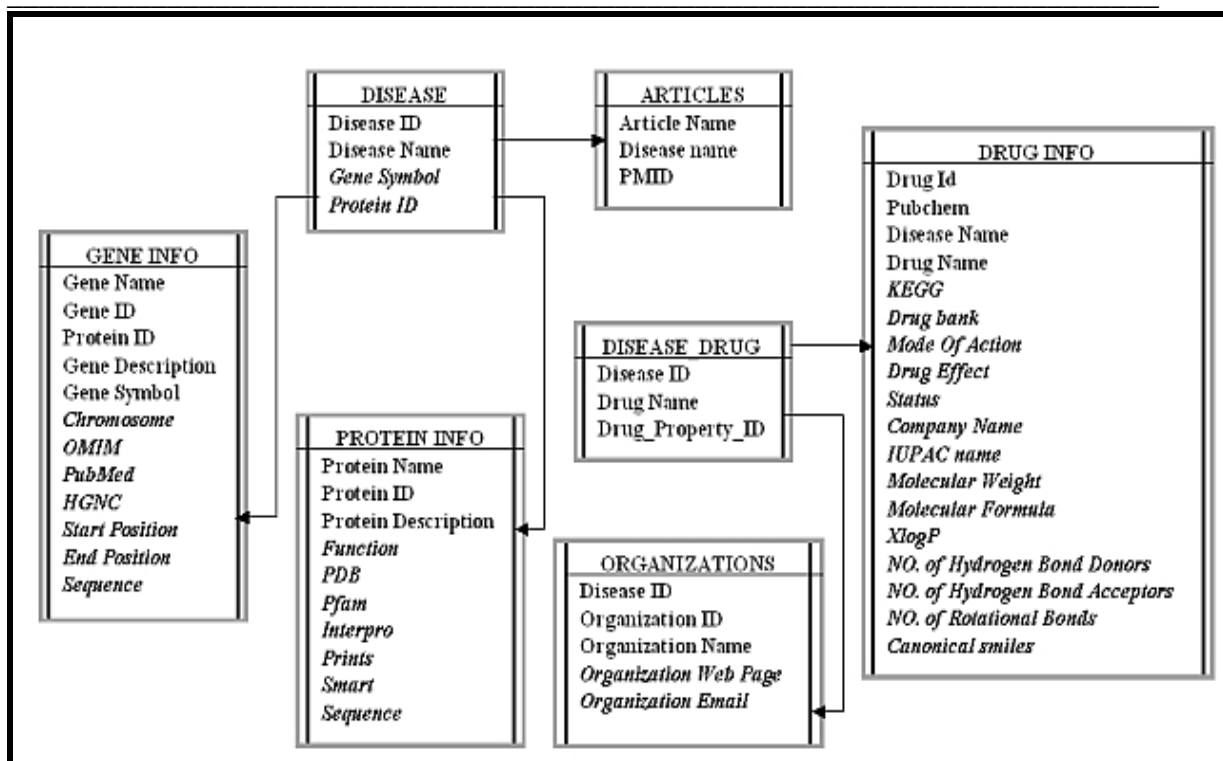 DISEASE
Disease ID
Disease Name
Gene Symbol
Protein ID
ARTICLES
Article Name
Disease name
PMID
DRUG INFO
Drug Id
Pubchem
Disease Name
Drug Name
KEGG
Drug bank
Mode Of Action
Drug Effect
Status
Company Name
IUPAC name
Molecular Weight
Molecular Formula
XlogP
NO. of Hydrogen Bond Donors
NO. of Hydrogen Bond Acceptors
NO. of Rotational Bonds
Canonical smiles
GENE INFO
Gene Name
Gene ID
Protein ID
Gene Description
Gene Symbol
Chromosome
OMIM
PubMed
HGNC
Start Position
End Position
Sequence
DISEASE_DRUG
Disease ID
Drug Name
Drug_Property_ID
PROTEIN INFO
Protein Name
Protein ID
Protein Description
Function
PDB
Pfam
Interpro
Prints
Smart
Sequence
ORGANIZATIONS
Disease ID
Organization ID
Organization Name
Organization Web Page
Organization Email